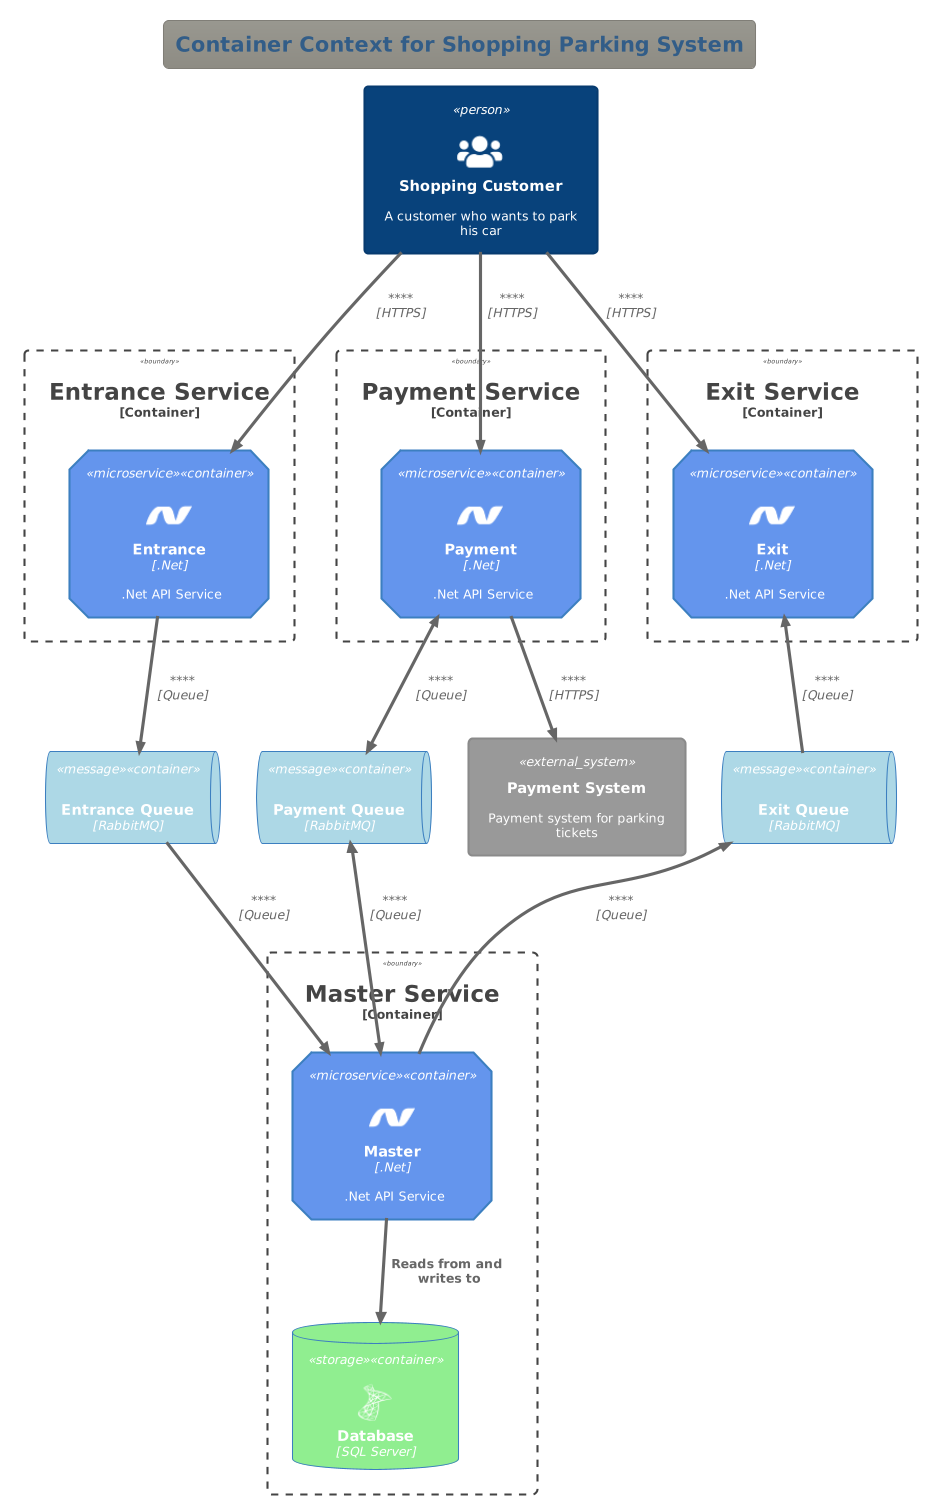 Container Context for Shopping Parking System
«person»
Shopping Customer
A customer who wants to park
his car
****
[HTTPS]
****
[HTTPS]
****
[HTTPS]
«boundary»
Entrance Service
[Container]
«microservice»«container»
Entrance
[.Net]
.Net API Service
«boundary»
Payment Service
[Container]
«microservice»«container»
Payment
[.Net]
.Net API Service
«boundary»
Exit Service
[Container]
«microservice»«container»
Exit
[.Net]
.Net API Service
****
[Queue]
****
[Queue]
****
[HTTPS]
****
[Queue]
«message»«container»
Entrance Queue
[RabbitMQ]
«message»«container»
Payment Queue
[RabbitMQ]
«external_system»
Payment System
Payment system for parking
tickets
«message»«container»
Exit Queue
[RabbitMQ]
****
[Queue]
****
[Queue]
****
[Queue]
«boundary»
Master Service
[Container]
«microservice»«container»
Master
[.Net]
.Net API Service
Reads from and
writes to
«storage»«container»
Database
[SQL Server]